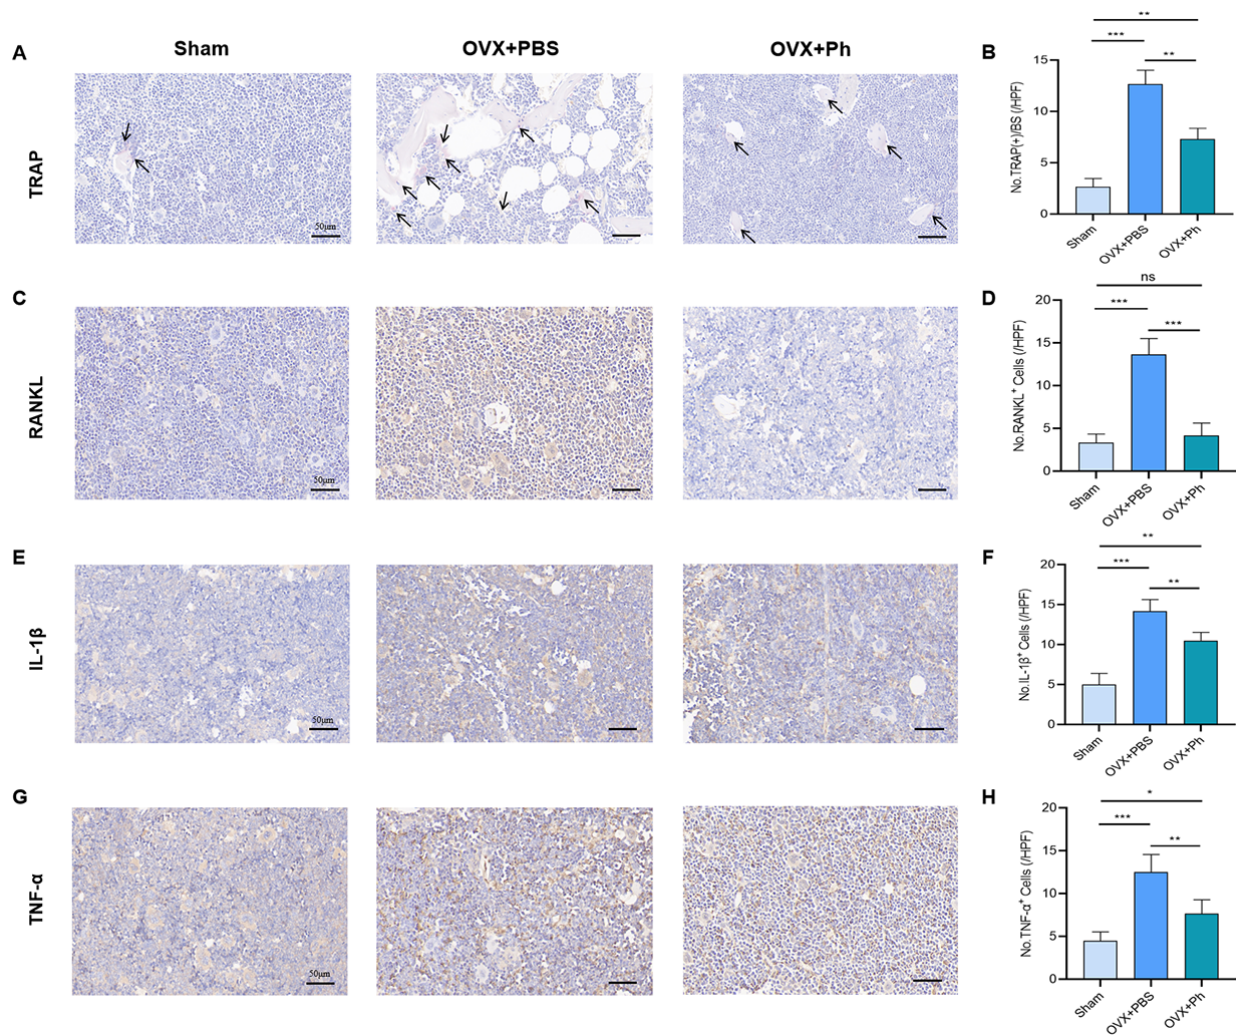 A
Sham
OVX+PBS
OVX+Ph
TRAP
50μm
B
**
***
**
No.TRAP(+)/BS (/HPF)
15
10
5
0
Sham
OVX+PBS
OVX+Ph
C
RANKL
50μm
D
ns
***
***
No.RANKL⁺ Cells (/HPF)
20
15
10
5
0
Sham
OVX+PBS
OVX+Ph
E
IL-1β
50μm
F
**
***
**
No.IL-1β⁺ Cells (/HPF)
20
15
10
5
0
Sham
OVX+PBS
OVX+Ph
G
TNF-α
50μm
H
*
***
**
No.TNF-α⁺ Cells (/HPF)
20
15
10
5
0
Sham
OVX+PBS
OVX+Ph